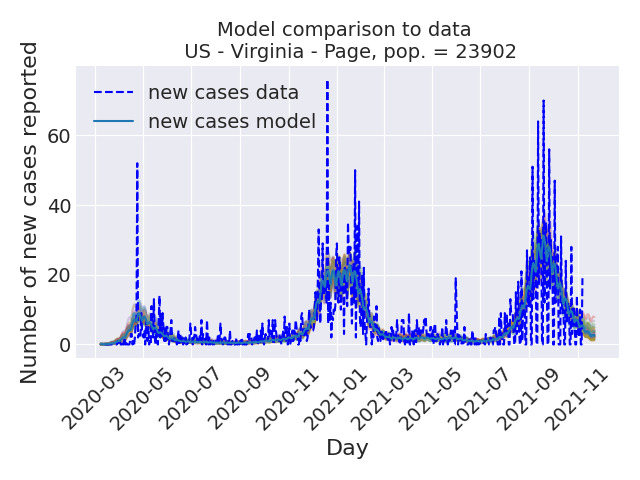 Model comparison to data
US - Virginia - Page, pop. = 23902
Number of new cases reported
new cases data
new cases model
60
40
20
0
2020-03
2020-05
2020-07
2020-09
2020-11
2021-01
2021-03
2021-05
2021-07
2021-09
2021-11
Day